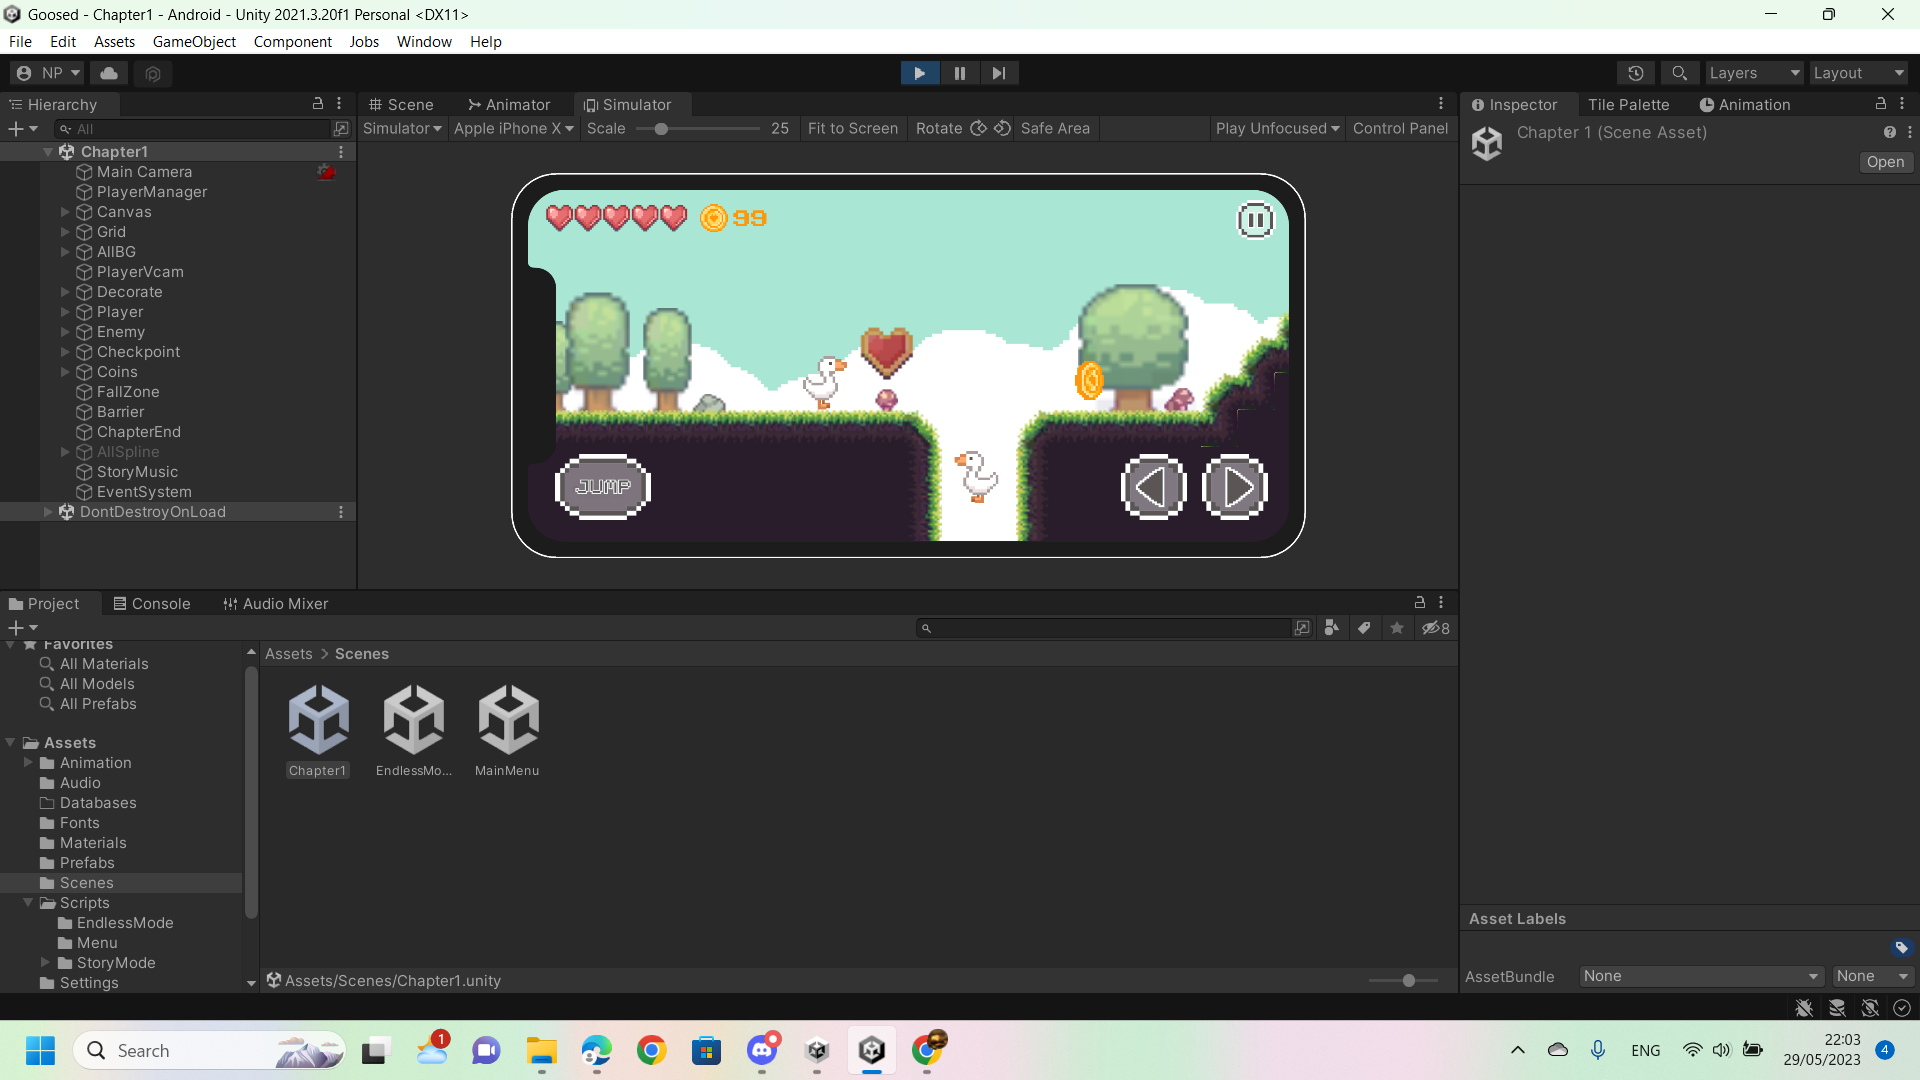 Goosed - Chapter1 - Android - Unity 2021.3.20f1 Personal <DX11>
File Edit Assets GameObject Component Jobs Window Help
NP
Layers
Layout
Hierarchy
All
Chapter1
Main Camera
PlayerManager
Canvas
Grid
AllBG
PlayerVcam
Decorate
Player
Enemy
Checkpoint
Coins
FallZone
Barrier
ChapterEnd
AllSpline
StoryMusic
EventSystem
DontDestroyOnLoad
Scene Animator Simulator
Simulator Apple iPhone X Scale 25 Fit to Screen Rotate Safe Area Play Unfocused Control Panel
99
JUMP
Inspector Tile Palette Animation
Chapter 1 (Scene Asset)
Open
Project Console Audio Mixer
8
Favorites
All Materials
All Models
All Prefabs
Assets
Animation
Audio
Databases
Fonts
Materials
Prefabs
Scenes
Scripts
EndlessMode
Menu
StoryMode
Settings
Assets > Scenes
Chapter1 EndlessMo... MainMenu
Assets/Scenes/Chapter1.unity
Asset Labels
AssetBundle None None
Search
1
ENG
22:03
29/05/2023
4